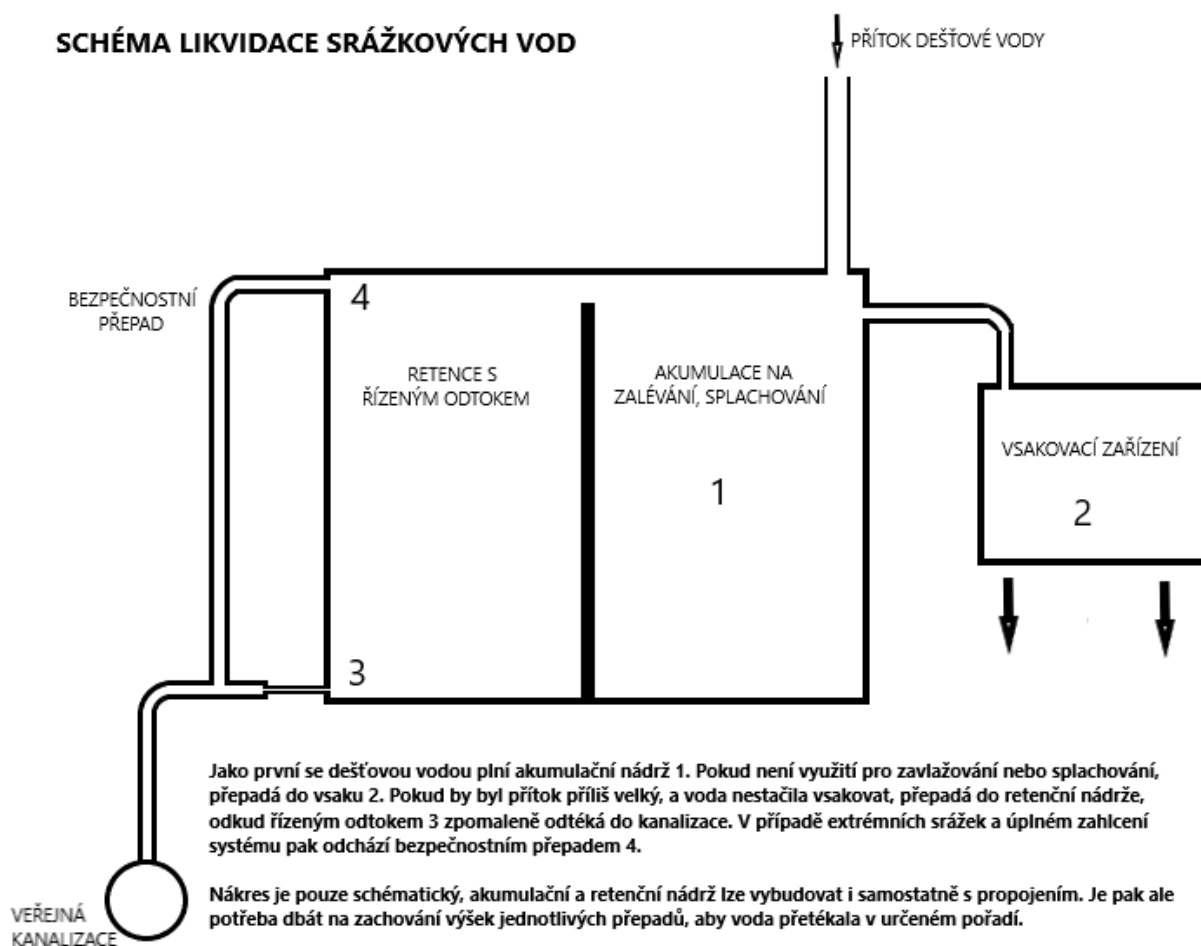 SCHÉMA LIKVIDACE SRÁŽKOVÝCH VOD
PŘÍTOK DEŠŤOVÉ VODY
BEZPEČNOSTNÍ
PŘEPAD
4
RETENCE S
ŘÍZENÝM ODTOKEM
AKUMULACE NA
ZALÉVÁNÍ, SPLACHOVÁNÍ
1
VSAKOVACÍ ZAŘÍZENÍ
2
3
Jako první se dešťovou vodou plní akumulační nádrž 1. Pokud není využití pro zavlažování nebo splachování,
přepadá do vsaku 2. Pokud by byl přítok příliš velký, a voda nestačila vsakovat, přepadá do retenční nádrže,
odkud řízeným odtokem 3 zpomaleně odtéká do kanalizace. V případě extrémních srážek a úplném zahlcení
systému pak odchází bezpečnostním přepadem 4.
Nákres je pouze schématický, akumulační a retenční nádrž lze vybudovat i samostatně s propojením. Je pak ale
potřeba dbát na zachování výšek jednotlivých přepadů, aby voda přetékala v určeném pořadí.
VEŘEJNÁ
KANALIZACE